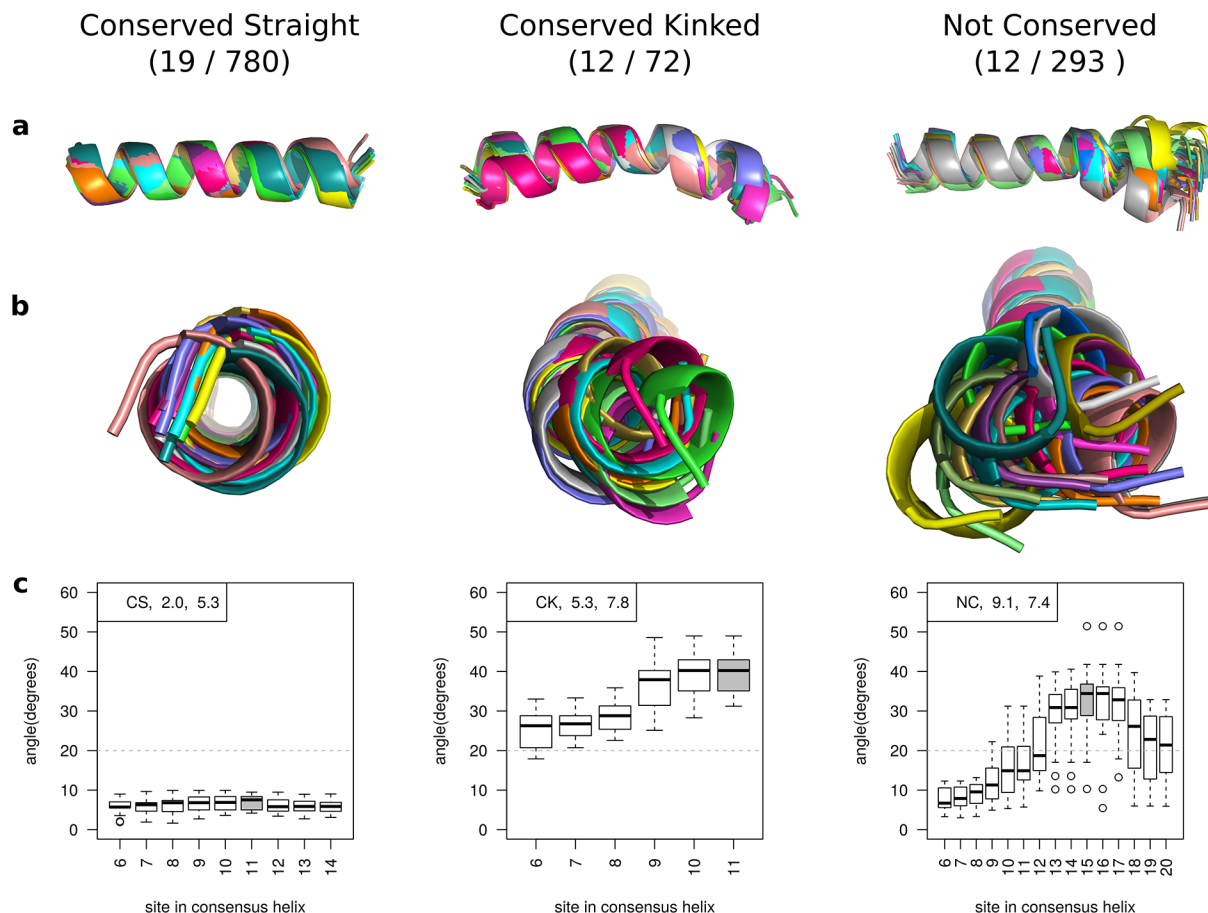 Conserved Straight
(19 / 780)
Conserved Kinked
(12 / 72)
Not Conserved
(12 / 293 )
a
b
c
CS, 2.0, 5.3
60
50
40
30
20
10
0
angle(degrees)
6 7 8 9 10 11 12 13 14
site in consensus helix
CK, 5.3, 7.8
60
50
40
30
20
10
0
angle(degrees)
6 7 8 9 10 11
site in consensus helix
NC, 9.1, 7.4
60
50
40
30
20
10
0
angle(degrees)
6 7 8 9 10 11 12 13 14 15 16 17 18 19 20
site in consensus helix